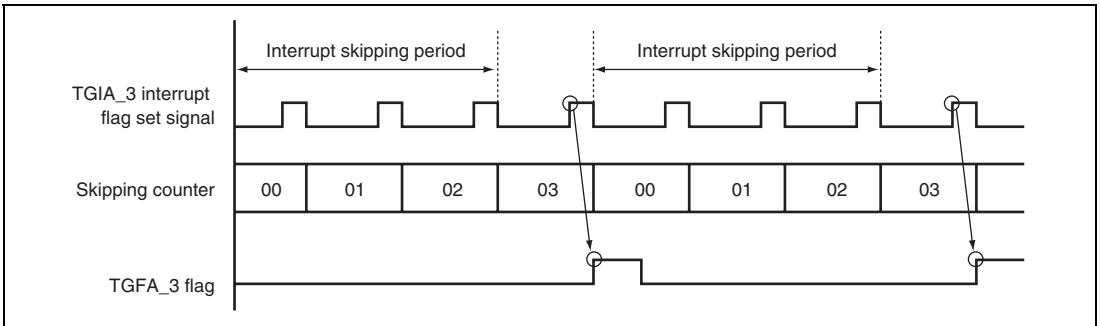 Interrupt skipping period Interrupt skipping period
TGIA_3 interrupt
flag set signal
Skipping counter 00 01 02 03 00 01 02 03
TGFA_3 flag